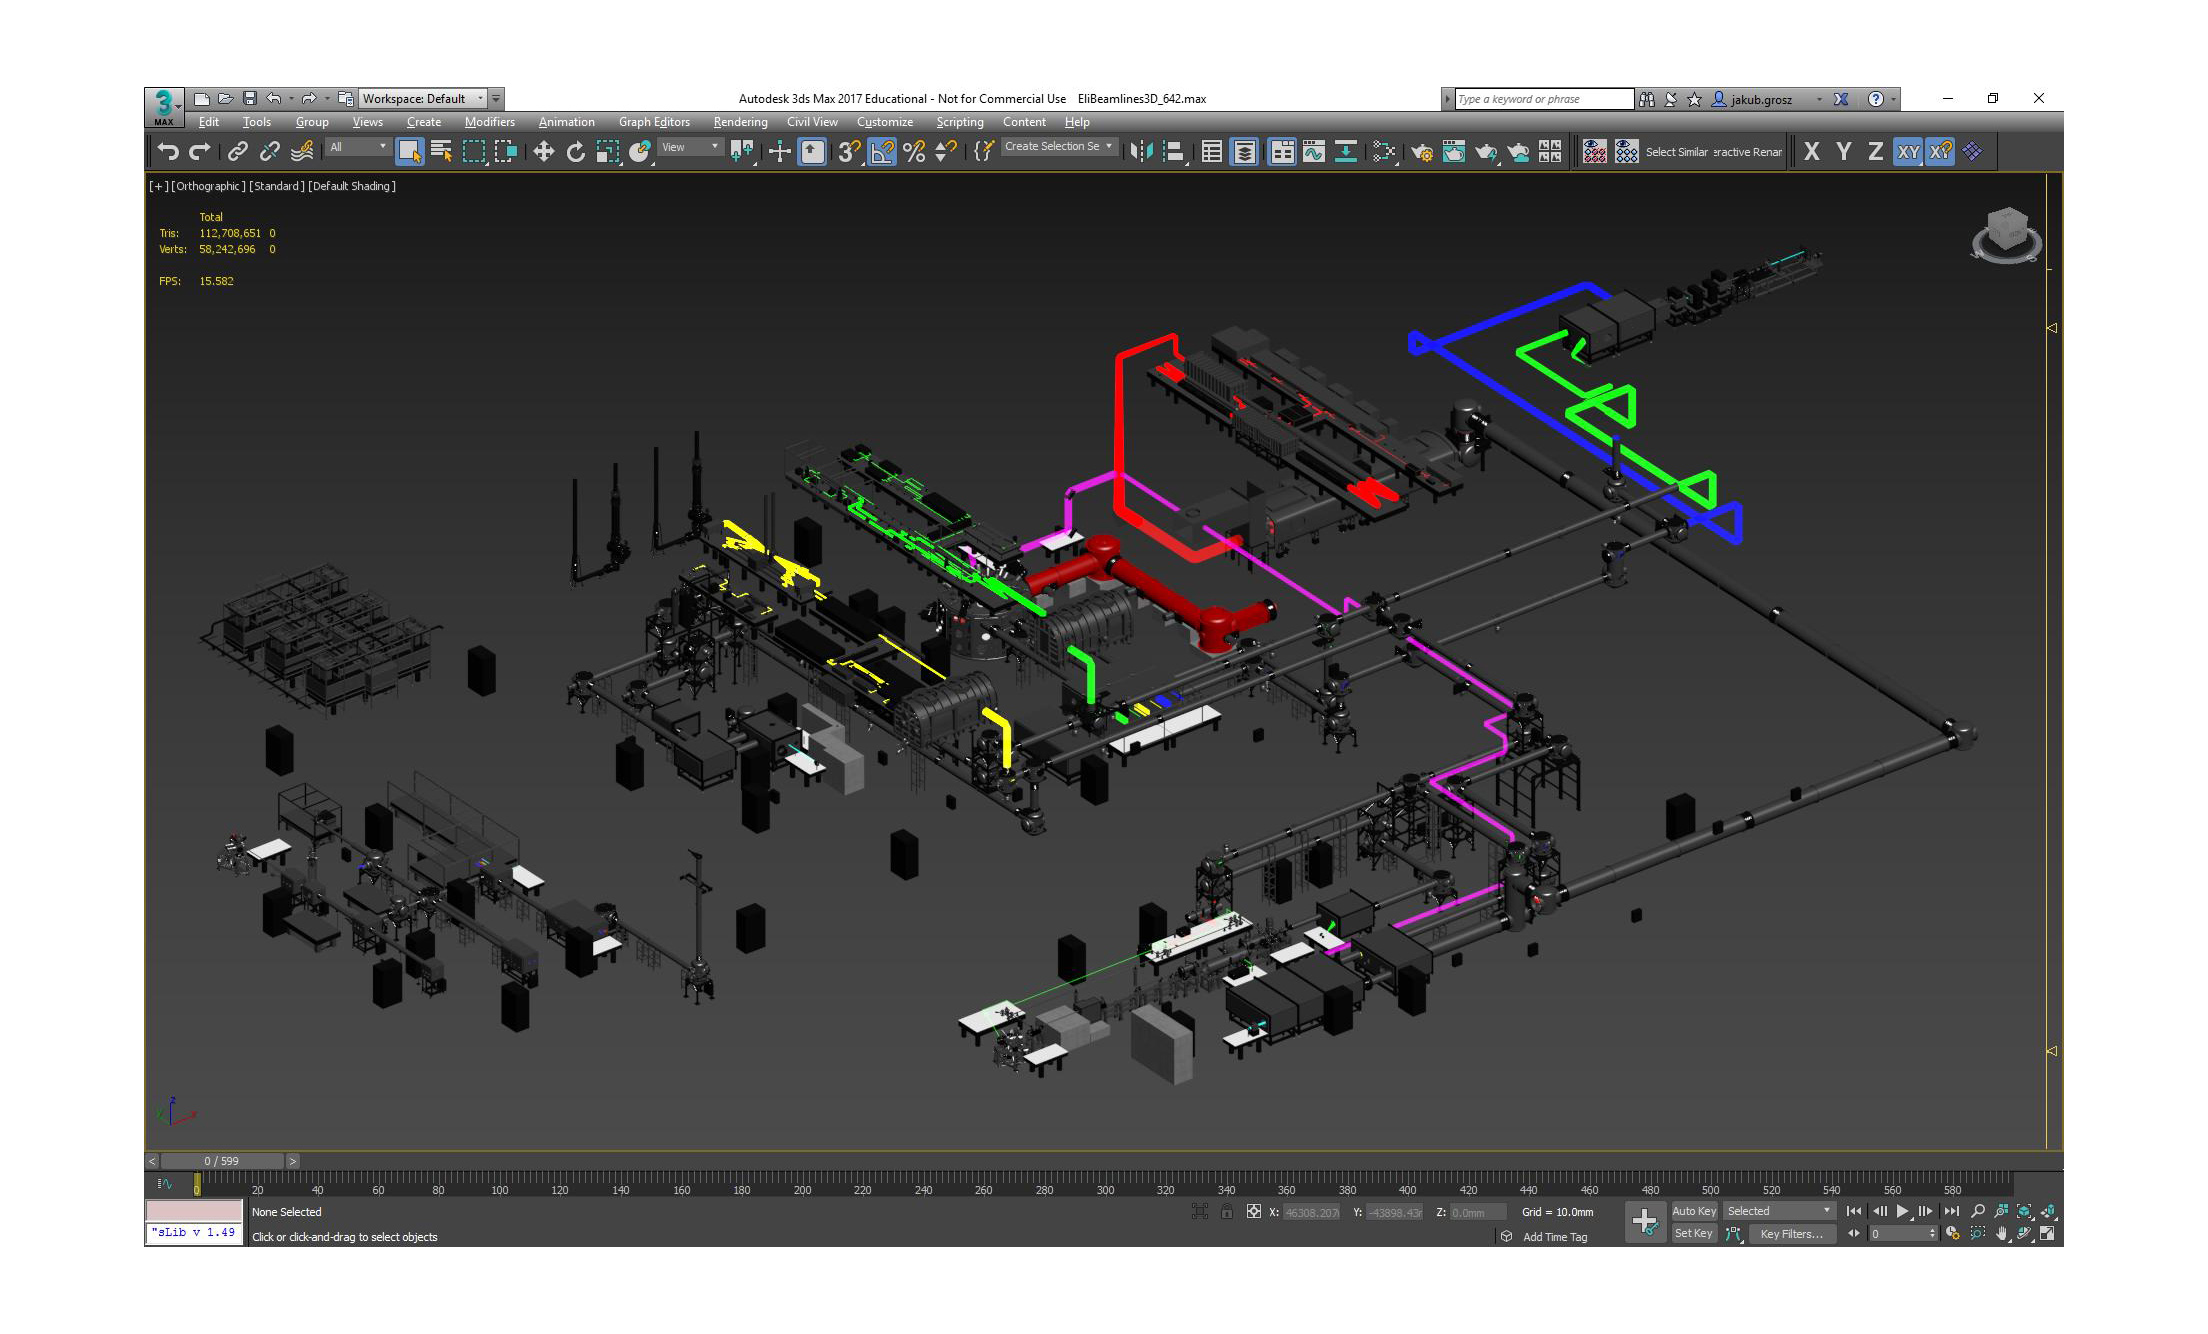 3
MAX
Workspace: Default
Autodesk 3ds Max 2017 Educational - Not for Commercial Use EliBeamlines3D_642.max
Type a keyword or phrase
jakub.grosz
Edit Tools Group Views Create Modifiers Animation Graph Editors Rendering Civil View Customize Scripting Content Help
All
View
3
Create Selection Se
Select Similar :eractive Renar
X Y Z XY XY
[+] [Orthographic] [Standard] [Default Shading]
Total
Tris: 112,708,651 0
Verts: 58,242,696 0
FPS: 15.582
z
x
< 0 / 599 >
0 20 40 60 80 100 120 140 160 180 200 220 240 260 280 300 320 340 360 380 400 420 440 460 480 500 520 540 560 580
None Selected
X: 46308.207 Y: -43898.43 Z: 0.0mm Grid = 10.0mm
Auto Key Selected
"sLib v 1.49
Click or click-and-drag to select objects
Add Time Tag
Set Key Key Filters... 0